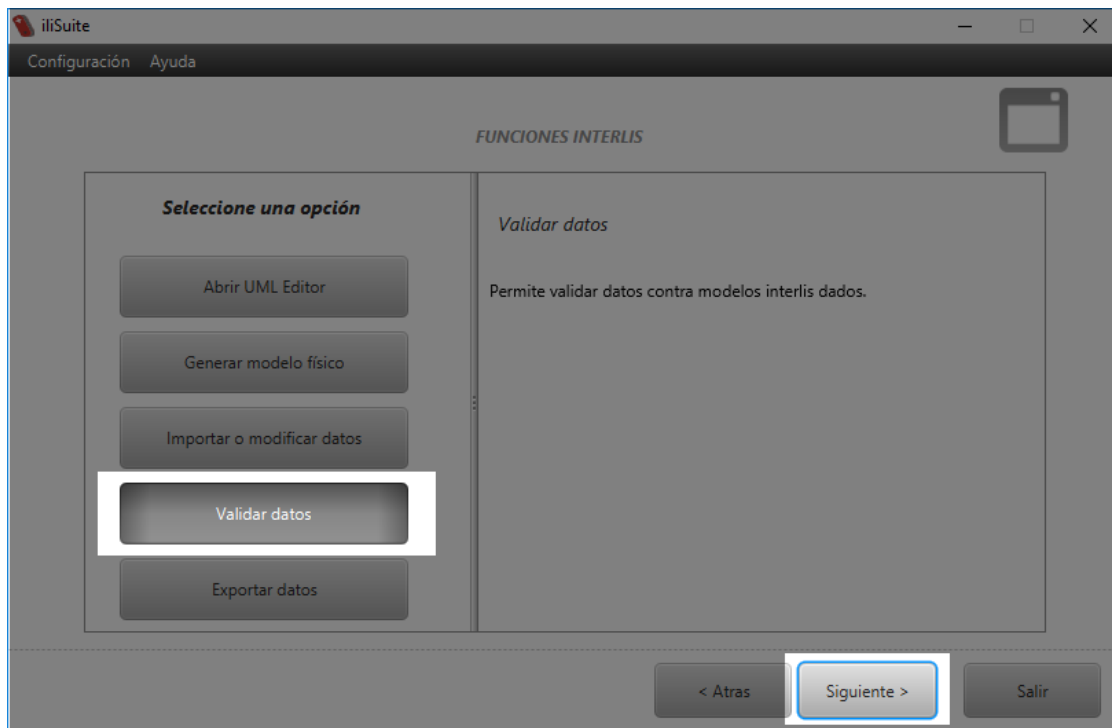 iliSuite
Configuración Ayuda
FUNCIONES INTERLIS
Seleccione una opción
Abrir UML Editor
Generar modelo físico
Importar o modificar datos
Validar datos
Exportar datos
Validar datos
Permite validar datos contra modelos interlis dados.
< Atras
Siguiente >
Salir